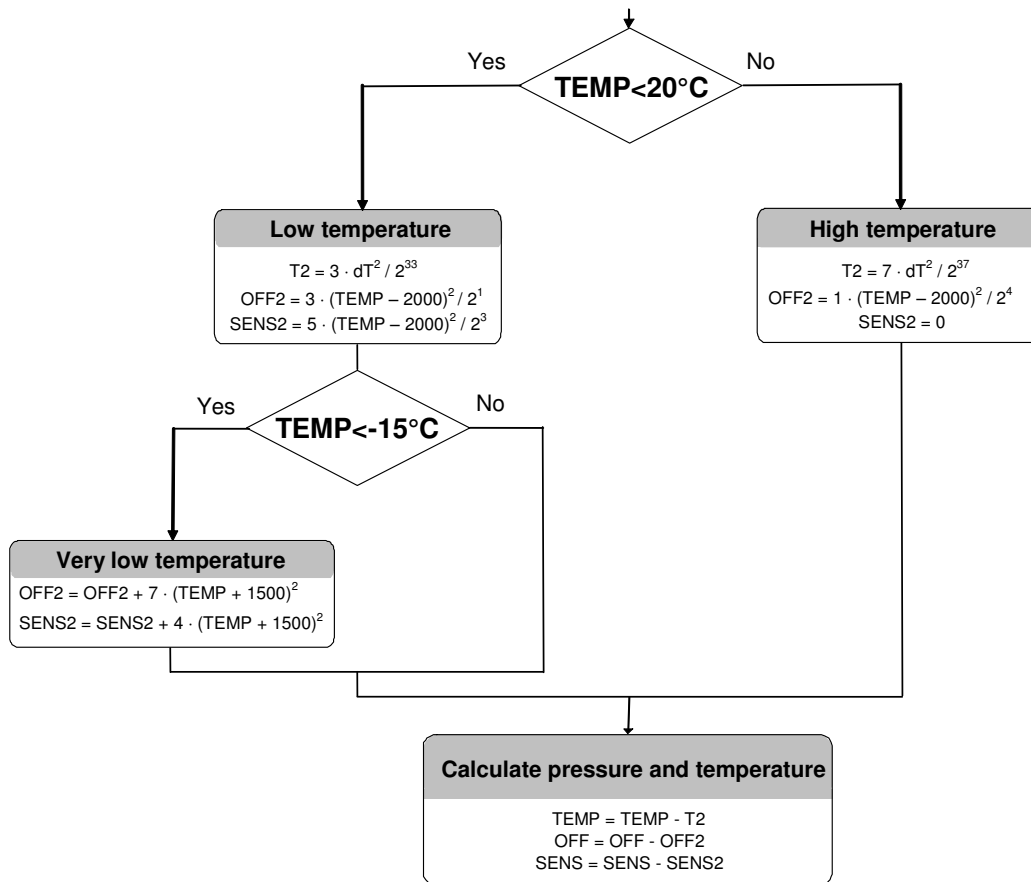 Yes
No
TEMP<20°C
Low temperature
T2 = 3 · dT² / 2³³
OFF2 = 3 · (TEMP – 2000)² / 2¹
SENS2 = 5 · (TEMP – 2000)² / 2³
High temperature
T2 = 7 · dT² / 2³⁷
OFF2 = 1 · (TEMP – 2000)² / 2⁴
SENS2 = 0
Yes
No
TEMP<-15°C
Very low temperature
OFF2 = OFF2 + 7 · (TEMP + 1500)²
SENS2 = SENS2 + 4 · (TEMP + 1500)²
Calculate pressure and temperature
TEMP = TEMP - T2
OFF = OFF - OFF2
SENS = SENS - SENS2